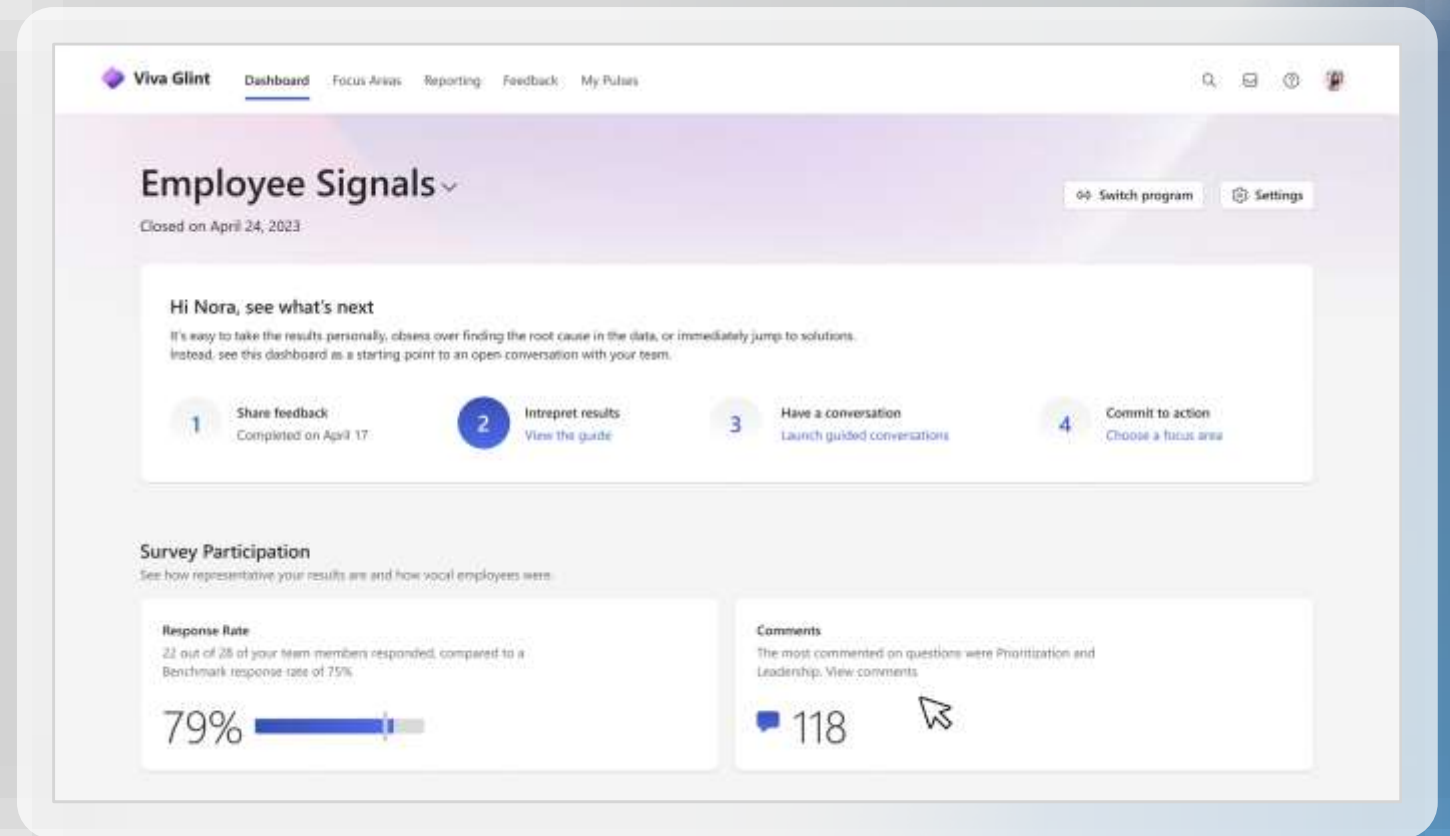 Viva Glint Dashboard Focus Areas Reporting Feedback My Pulses
Employee Signals
Switch program Settings
Closed on April 24, 2023
Hi Nora, see what's next
It's easy to take the results personally, obsess over finding the root cause in the data, or immediately jump to solutions.
Instead, see this dashboard as a starting point to an open conversation with your team.
1 Share feedback
Completed on April 17
2 Intrepret results
View the guide
3 Have a conversation
Launch guided conversations
4 Commit to action
Choose a focus area
Survey Participation
See how representative your results are and how vocal employees were.
Response Rate
22 out of 28 of your team members responded, compared to a
Benchmark response rate of 75%
79%
Comments
The most commented on questions were Prioritization and
Leadership. View comments
118